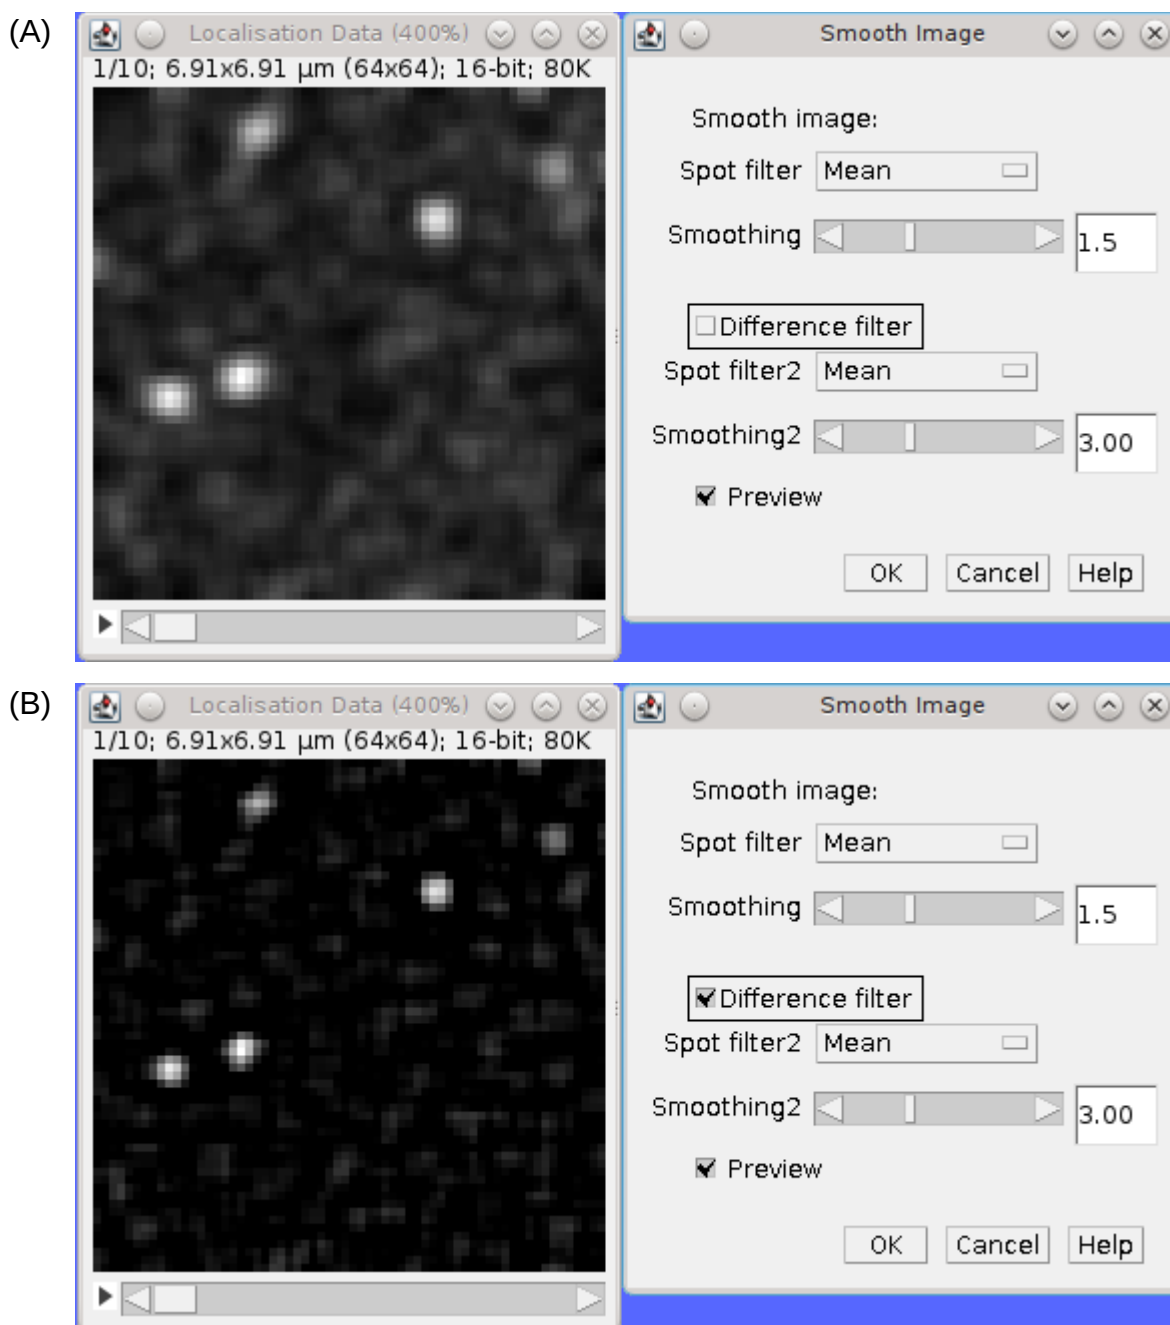 (A)
Localisation Data (400%)
1/10; 6.91x6.91 µm (64x64); 16-bit; 80K
Smooth Image
Smooth image:
Spot filter Mean
Smoothing 1.5
Difference filter
Spot filter2 Mean
Smoothing2 3.00
Preview
OK Cancel Help
(B)
Localisation Data (400%)
1/10; 6.91x6.91 µm (64x64); 16-bit; 80K
Smooth Image
Smooth image:
Spot filter Mean
Smoothing 1.5
Difference filter
Spot filter2 Mean
Smoothing2 3.00
Preview
OK Cancel Help